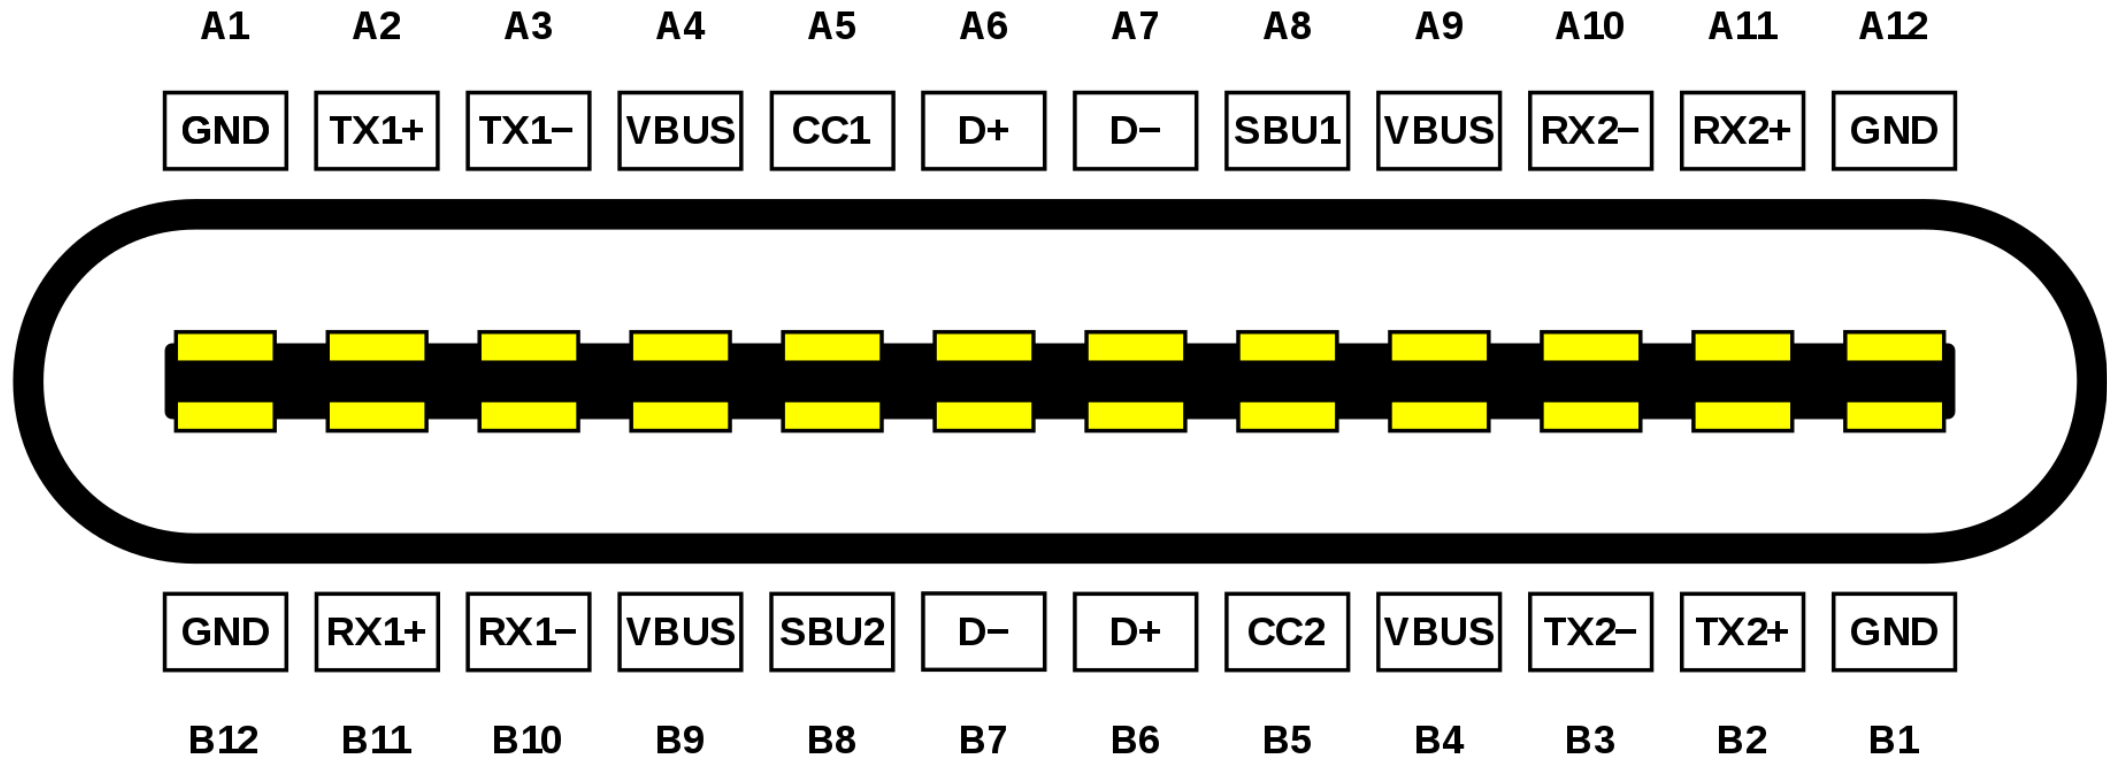 A1 A2 A3 A4 A5 A6 A7 A8 A9 A10 A11 A12
GND TX1+ TX1− VBUS CC1 D+ D− SBU1 VBUS RX2− RX2+ GND
GND RX1+ RX1− VBUS SBU2 D− D+ CC2 VBUS TX2− TX2+ GND
B12 B11 B10 B9 B8 B7 B6 B5 B4 B3 B2 B1